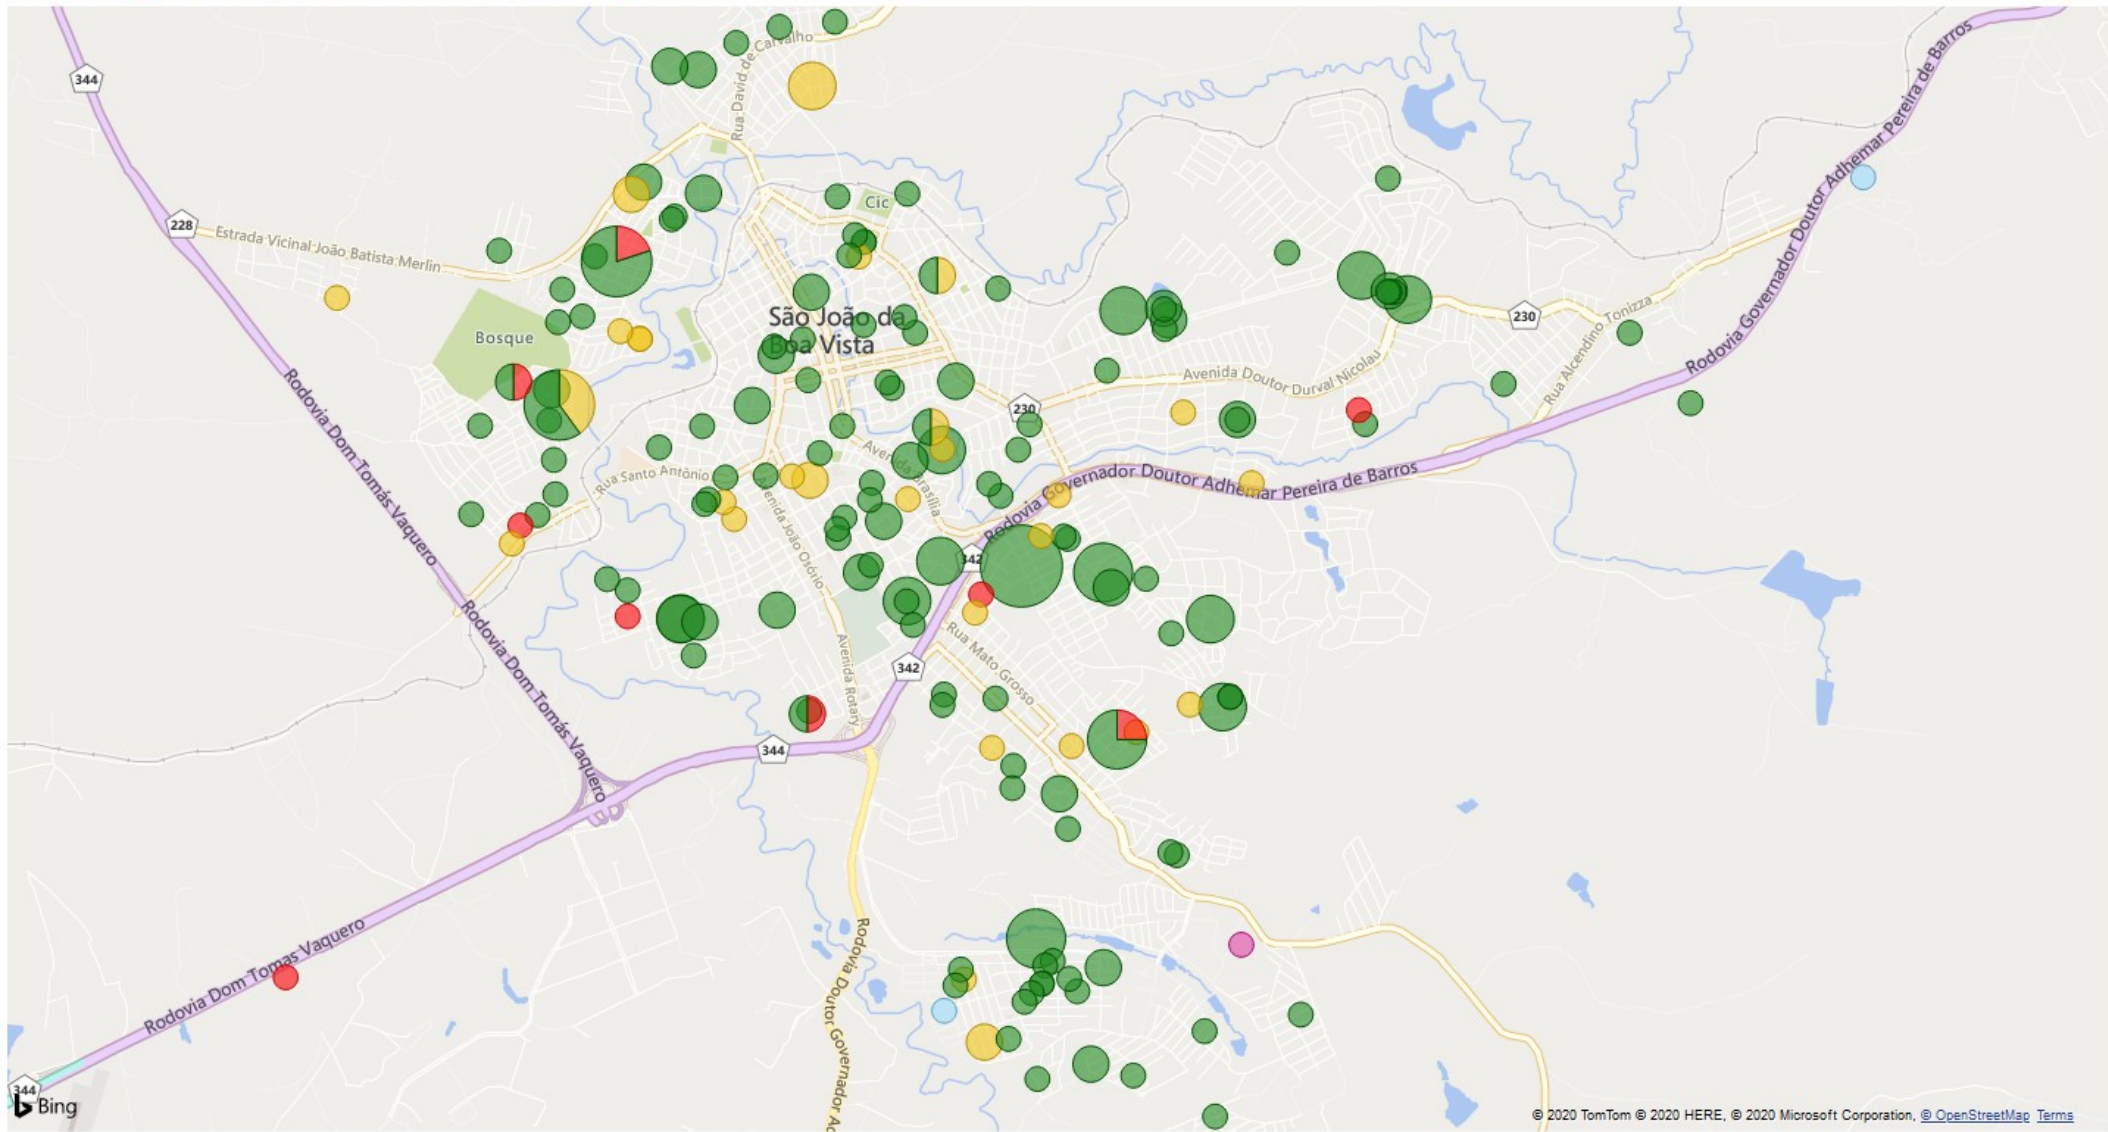 Rua David de Carvalho
344
228
Estrada Vicinal João Batista Merlin
Cic
Rodovia Governador Doutor Adhemar Pereira de Barros
São João da
Boa Vista
Bosque
230
Rua Alcendino Tonizza
Avenida Doutor Durval Nicolau
230
Rodovia Dom Tomás Vaquero
Rua Santo Antônio
Avenida Brasília
Rodovia Governador Doutor Adhemar Pereira de Barros
Avenida João Osório
342
Rodovia Dom Tomás Vaquero
Rua Mato Grosso
Avenida Rotary
342
344
Rodovia Dom Tomas Vaquero
Rodovia Doutor Governador Ad
344
Bing
© 2020 TomTom © 2020 HERE, © 2020 Microsoft Corporation, © OpenStreetMap Terms